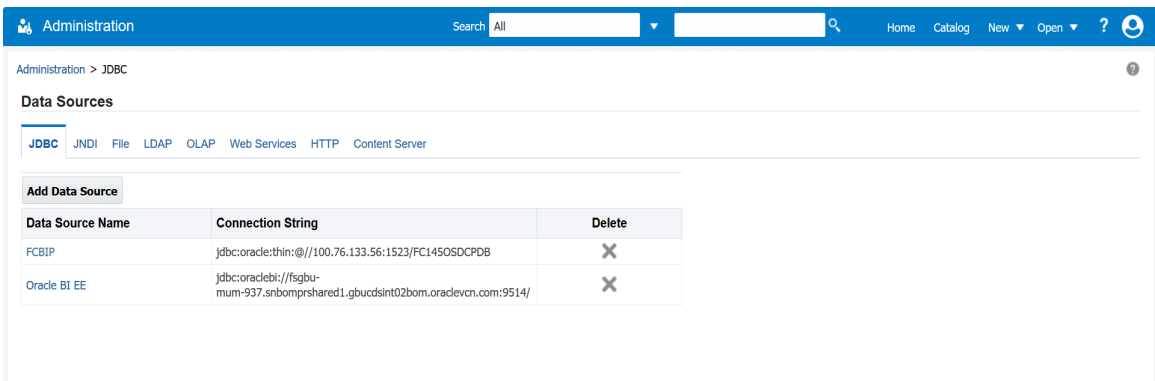 Administration
Search All
Home Catalog New Open ?
Administration > JDBC
Data Sources
JDBC JNDI File LDAP OLAP Web Services HTTP Content Server
Add Data Source
Data Source Name Connection String Delete
FCBIP jdbc:oracle:thin:@//100.76.133.56:1523/FC145OSDCPDB
Oracle BI EE jdbc:oraclebi://fsgbu-
mum-937.snbomprshared1.gbucdsint02bom.oraclevcn.com:9514/